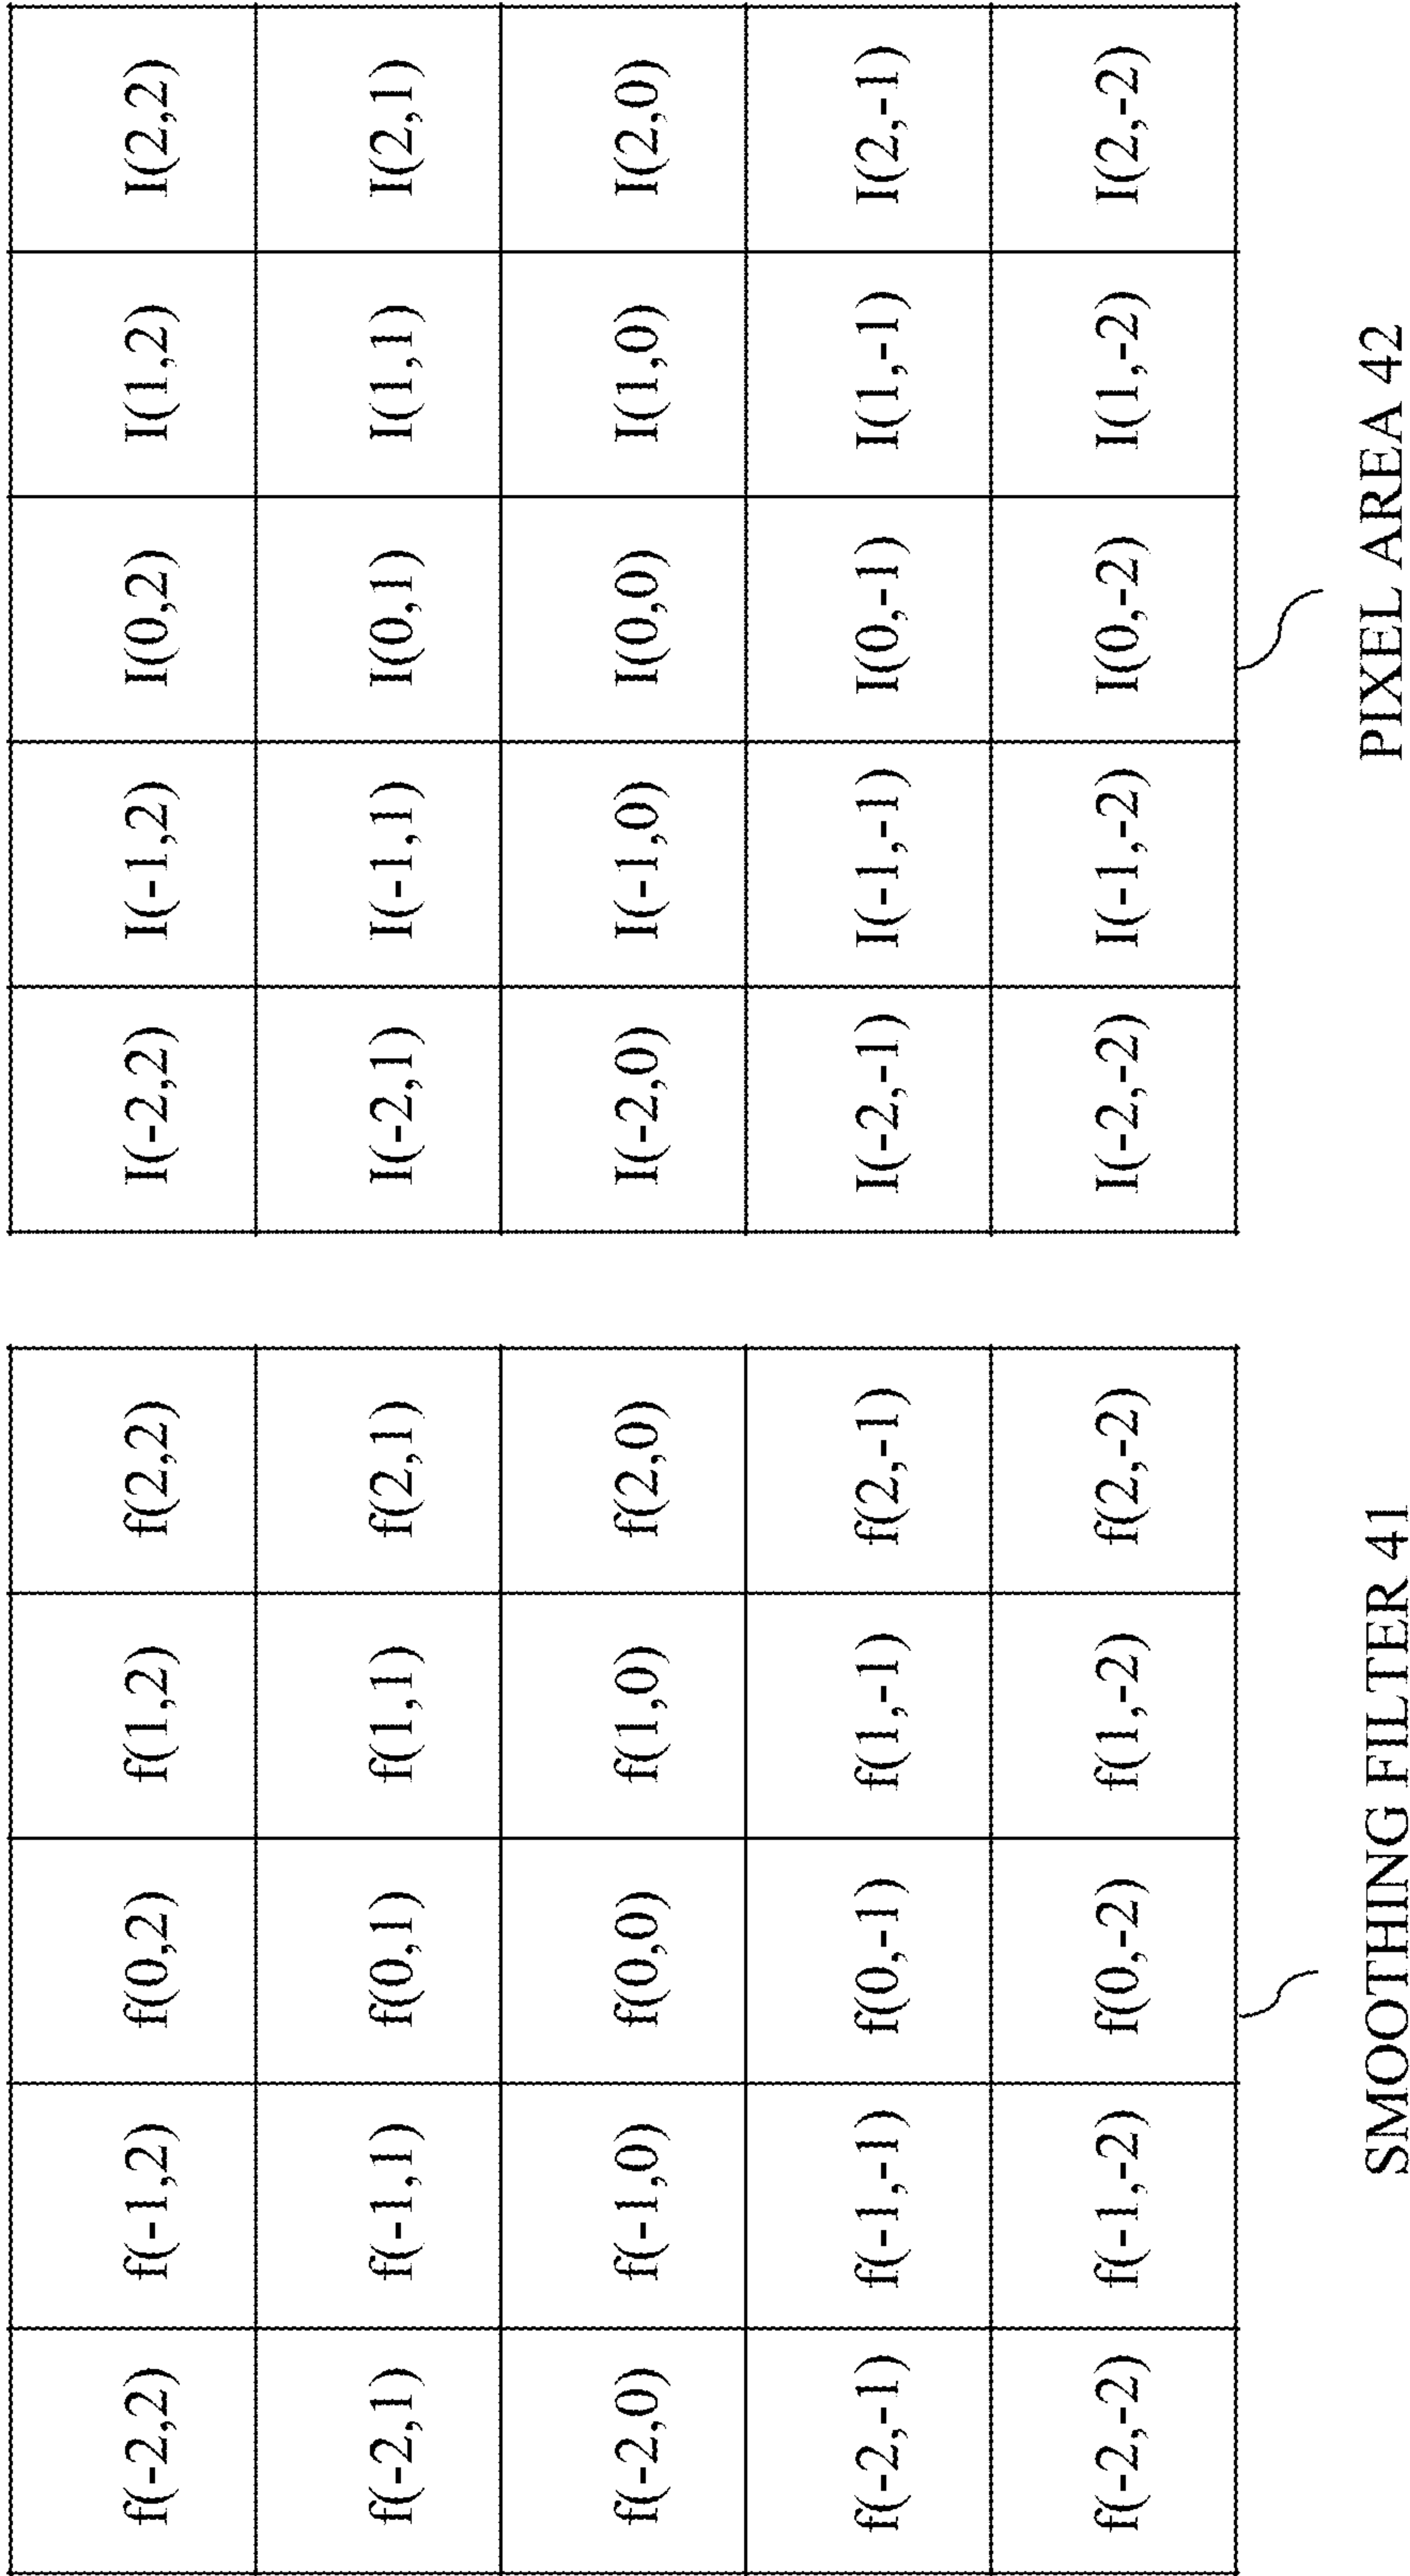 f(-2,2) f(-1,2) f(0,2) f(1,2) f(2,2)
f(-2,1) f(-1,1) f(0,1) f(1,1) f(2,1)
f(-2,0) f(-1,0) f(0,0) f(1,0) f(2,0)
f(-2,-1) f(-1,-1) f(0,-1) f(1,-1) f(2,-1)
f(-2,-2) f(-1,-2) f(0,-2) f(1,-2) f(2,-2)
SMOOTHING FILTER 41
I(-2,2) I(-1,2) I(0,2) I(1,2) I(2,2)
I(-2,1) I(-1,1) I(0,1) I(1,1) I(2,1)
I(-2,0) I(-1,0) I(0,0) I(1,0) I(2,0)
I(-2,-1) I(-1,-1) I(0,-1) I(1,-1) I(2,-1)
I(-2,-2) I(-1,-2) I(0,-2) I(1,-2) I(2,-2)
PIXEL AREA 42